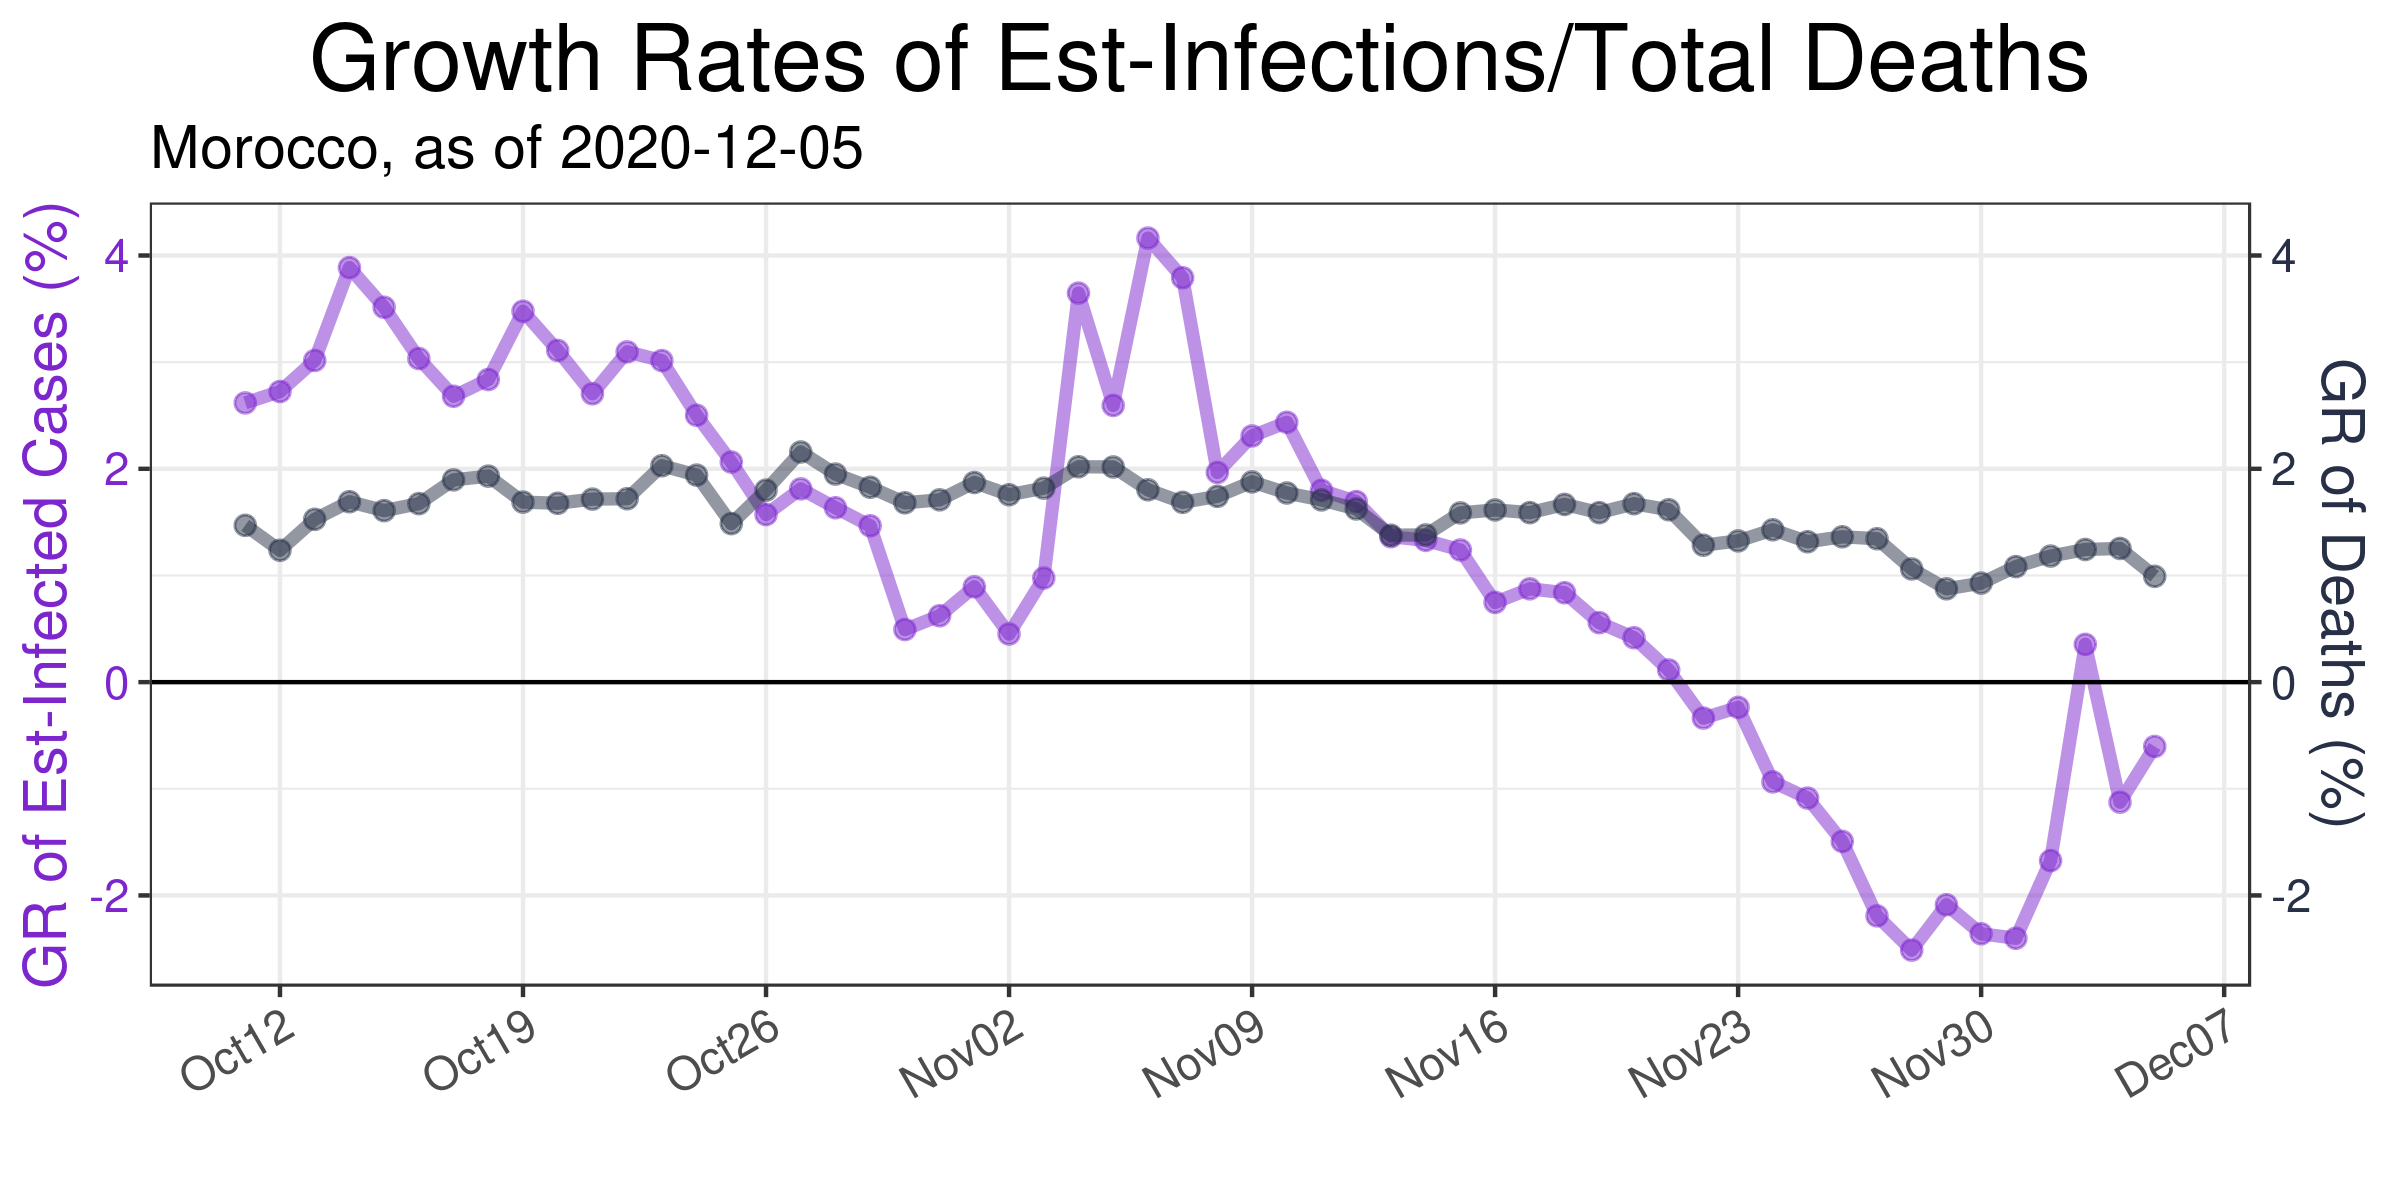 Growth Rates of Est-Infections/Total Deaths
Morocco, as of 2020-12-05
GR of Est-Infected Cases (%)
4
2
0
-2
4
2
0
-2
GR of Deaths (%)
Oct12
Oct19
Oct26
Nov02
Nov09
Nov16
Nov23
Nov30
Dec07